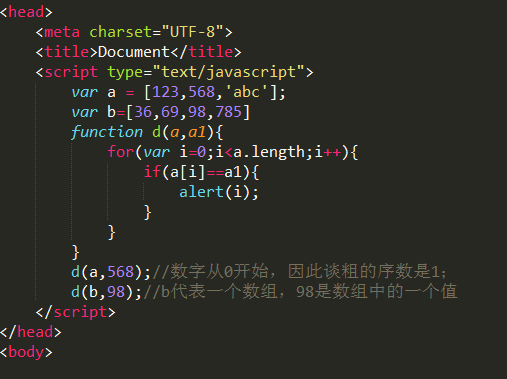 <head>
    <meta charset="UTF-8">
    <title>Document</title>
    <script type="text/javascript">
        var a = [123,568,'abc'];
        var b=[36,69,98,785]
        function d(a,a1){
            for(var i=0;i<a.length;i++){
                if(a[i]==a1){
                    alert(i);
                }
            }
        }
        d(a,568);//数字从0开始，因此谈粗的序数是1;
        d(b,98);//b代表一个数组，98是数组中的一个值
    </script>
</head>
<body>